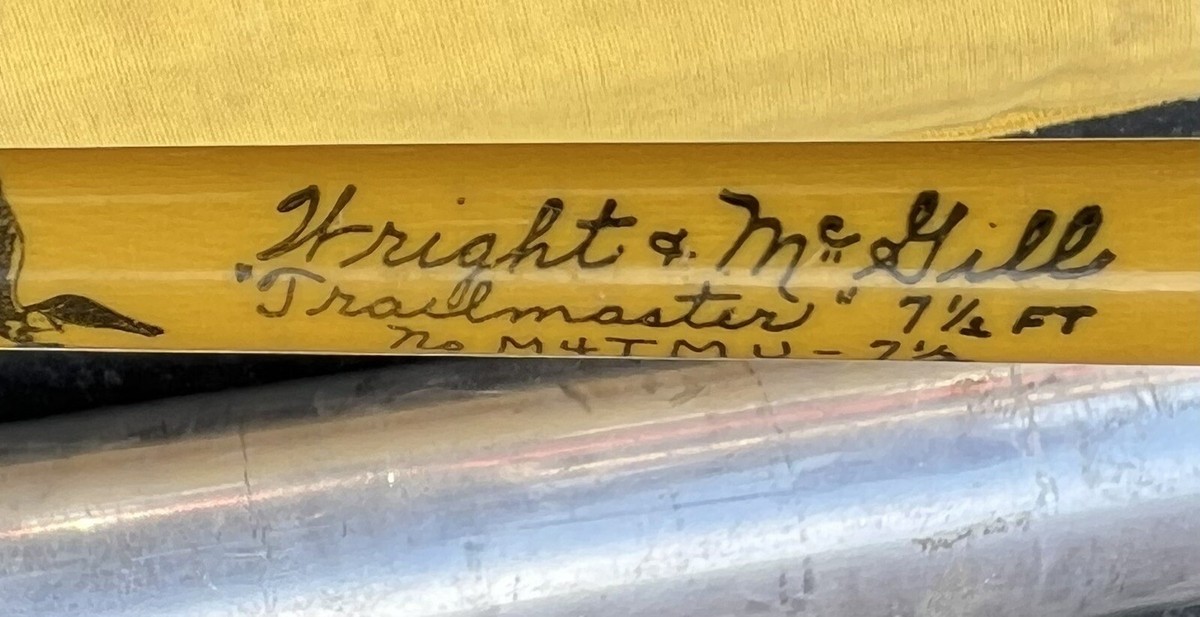 Wright & McGill
"Trailmaster" 7½ FT
No M4TMU-7½